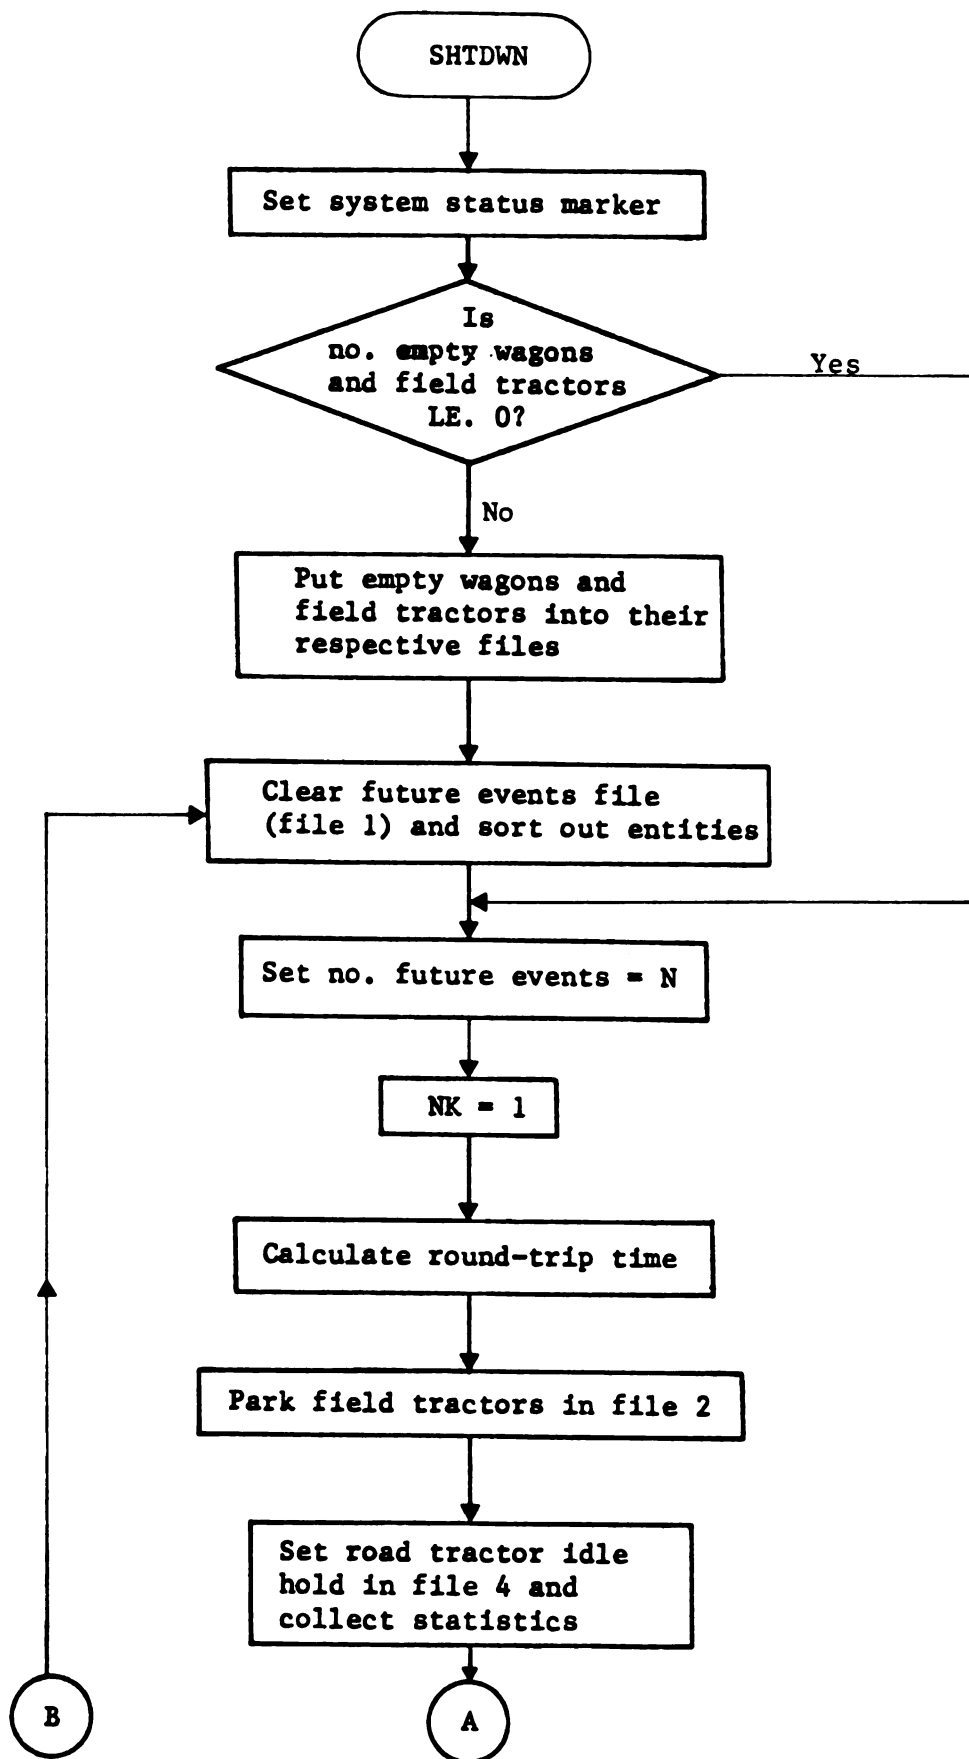 SHTDWN
Set system status marker
Is
no. empty wagons
and field tractors
LE. 0?
Yes
No
Put empty wagons and
field tractors into their
respective files
Clear future events file
(file 1) and sort out entities
Set no. future events = N
NK = 1
Calculate round-trip time
Park field tractors in file 2
Set road tractor idle
hold in file 4 and
collect statistics
B
A